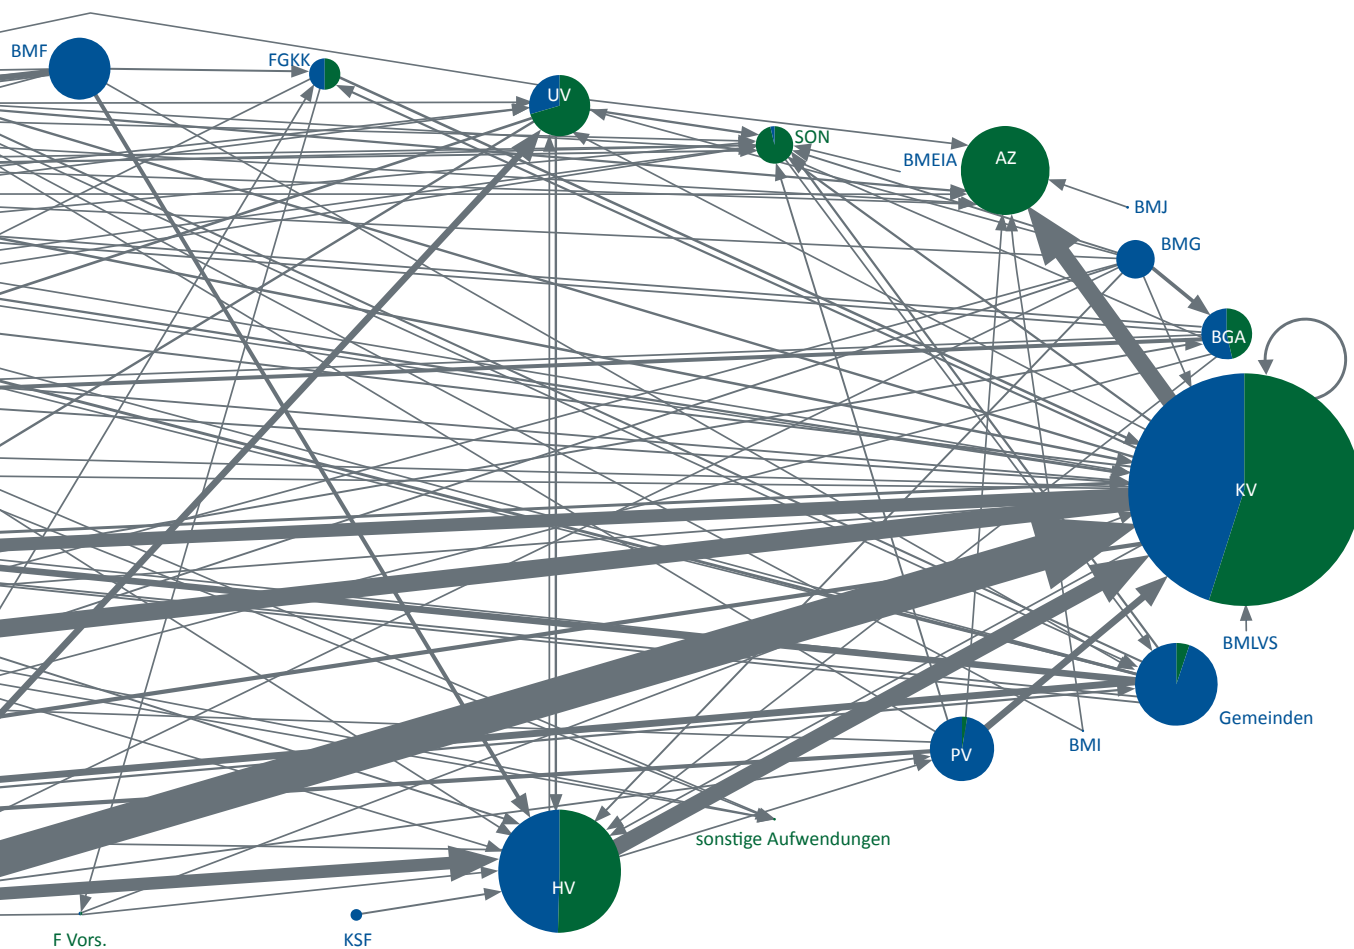 BMF
FGKK
UV
SON
BMEIA
AZ
BMJ
BMG
BGA
KV
BMLVS
Gemeinden
BMI
PV
sonstige Aufwendungen
HV
F Vors.
KSF